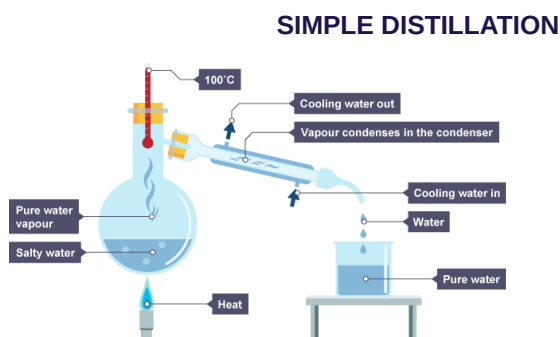 SIMPLE DISTILLATION
100°C
Cooling water out
Vapour condenses in the condenser
Cooling water in
Pure water
vapour
Water
Salty water
Pure water
Heat